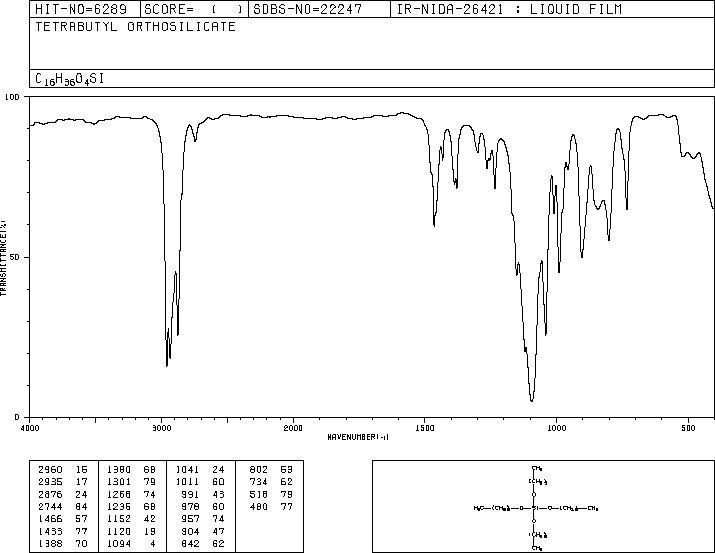 HIT-NO=6289 SCORE= ( ) SDBS-NO=22247 IR-NIDA-26421 : LIQUID FILM
TETRABUTYL ORTHOSILICATE
C16H36O4SI
100
50
0
TRANSMITTANCE(%)
4000 3000 2000 1500 1000 500
WAVENUMBER(-1)
2960 16 1380 68 1041 24 802 53
2935 17 1301 79 1011 60 734 62
2876 24 1268 74 991 43 518 79
2744 84 1236 68 978 60 480 77
1466 57 1152 42 957 74
1433 77 1120 19 904 47
1388 70 1094 4 842 62